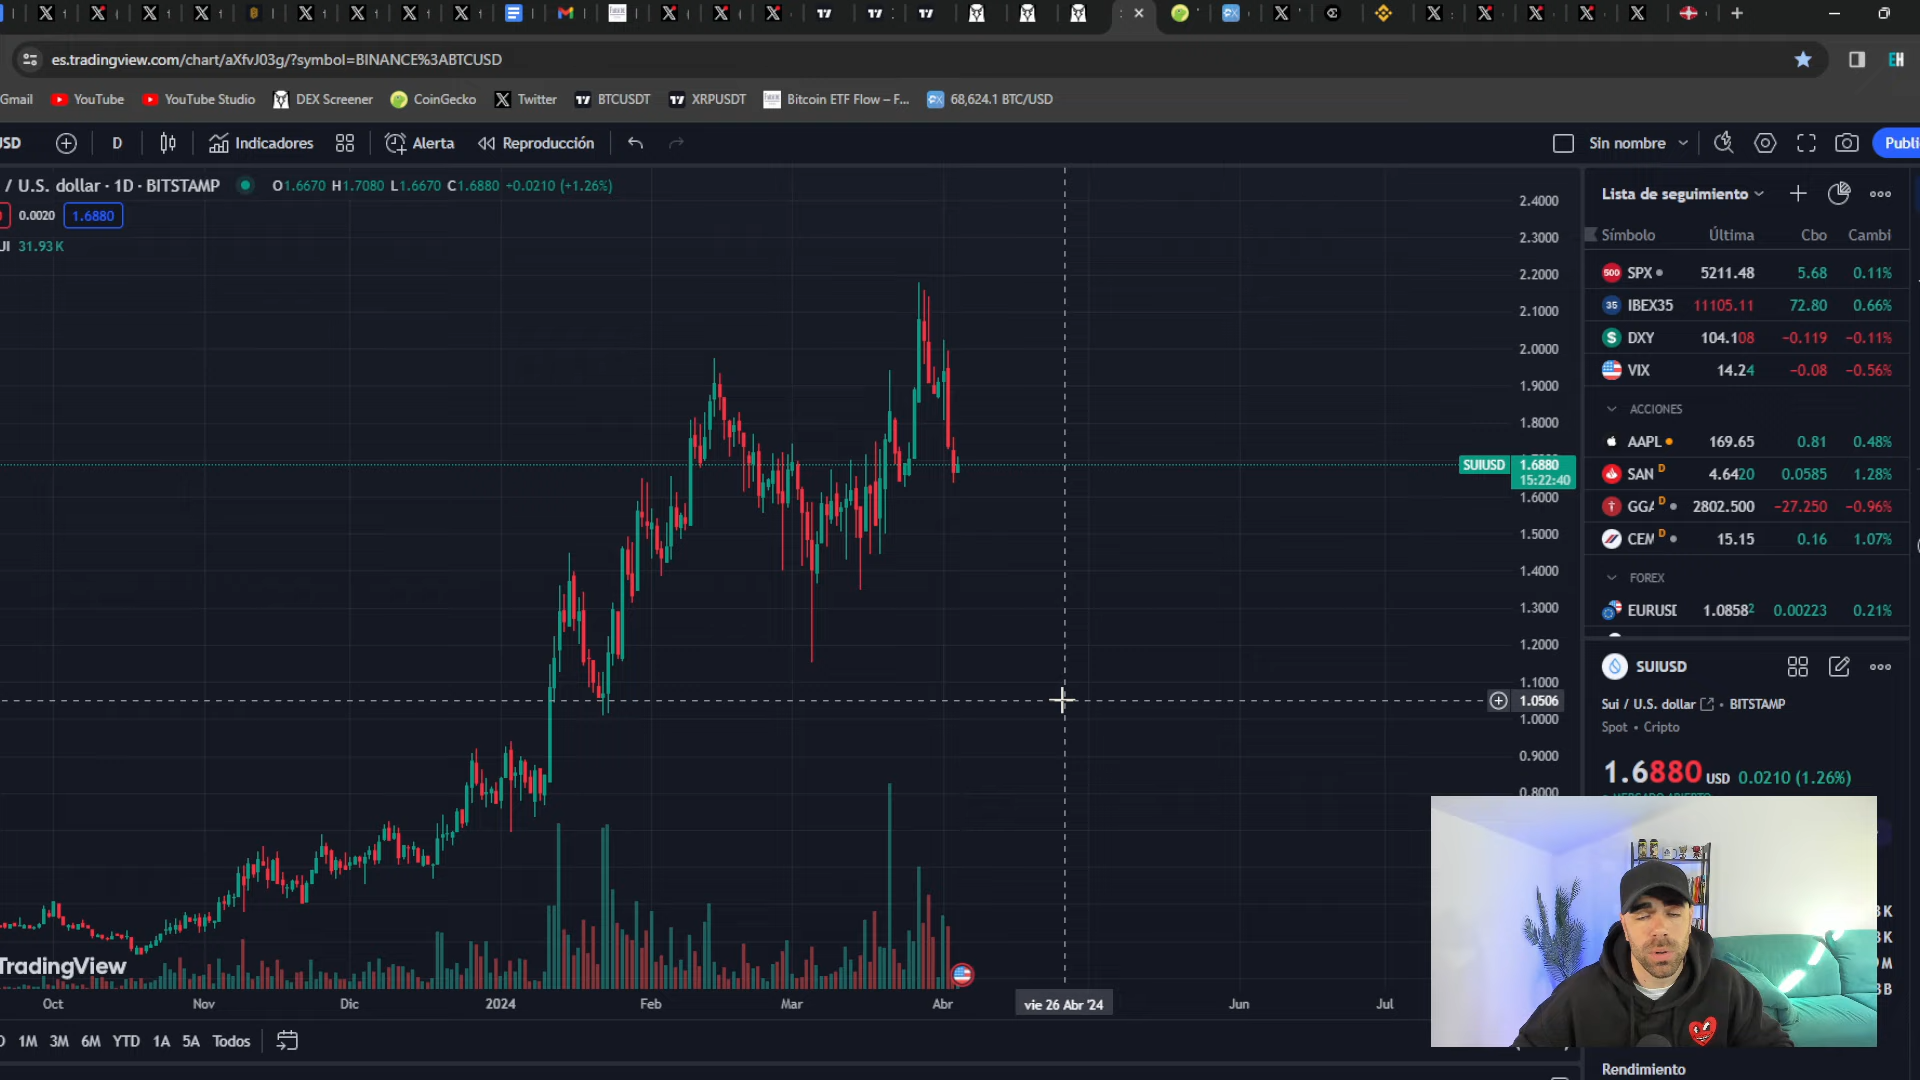 es.tradingview.com/chart/aXfvJ03g/?symbol=BINANCE%3ABTCUSD
Gmail YouTube YouTube Studio DEX Screener CoinGecko Twitter BTCUSDT XRPUSDT Bitcoin ETF Flow – F... 68,624.1 BTC/USD
USD D Indicadores Alerta Reproducción Sin nombre Publi
/ U.S. dollar · 1D · BITSTAMP O1.6670 H1.7080 L1.6670 C1.6880 +0.0210 (+1.26%)
0.0020 1.6880
UI 31.93 K
2.4000
2.3000
2.2000
2.1000
2.0000
1.9000
1.8000
SUIUSD 1.6880
15:22:40
1.6000
1.5000
1.4000
1.3000
1.2000
1.1000
1.0506
1.0000
0.9000
0.8000
TradingView
Oct Nov Dic 2024 Feb Mar Abr vie 26 Abr '24 Jun Jul
1M 3M 6M YTD 1A 5A Todos
Lista de seguimiento
Símbolo Última Cbo Cambi
500 SPX 5211.48 5.68 0.11%
35 IBEX35 11105.11 72.80 0.66%
$ DXY 104.108 −0.119 −0.11%
VIX 14.24 −0.08 −0.56%
ACCIONES
AAPL 169.65 0.81 0.48%
SAN D 4.6420 0.0585 1.28%
GGA D 2802.500 −27.250 −0.96%
CEM D 15.15 0.16 1.07%
FOREX
EURUSD 1.08582 0.00223 0.21%
SUIUSD
Sui / U.S. dollar · BITSTAMP
Spot · Cripto
1.6880 USD 0.0210 (1.26%)
MERCADO ABIERTO
K
K
M
B
Rendimiento